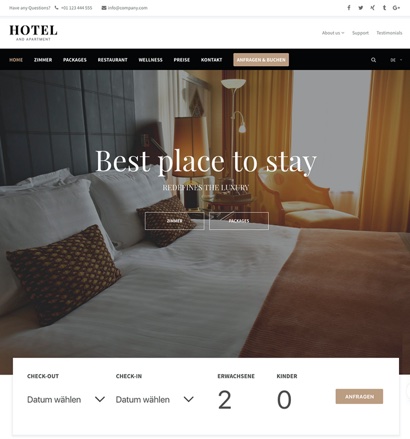 Have any Questions? +01 123 444 555 info@company.com
HOTEL
AND APARTMENT
About us Support Testimonials
HOME ZIMMER PACKAGES RESTAURANT WELLNESS PREISE KONTAKT ANFRAGEN & BUCHEN DE
Best place to stay
REDEFINES THE LUXURY
ZIMMER PACKAGES
CHECK-OUT CHECK-IN ERWACHSENE KINDER
Datum wählen Datum wählen 2 0 ANFRAGEN